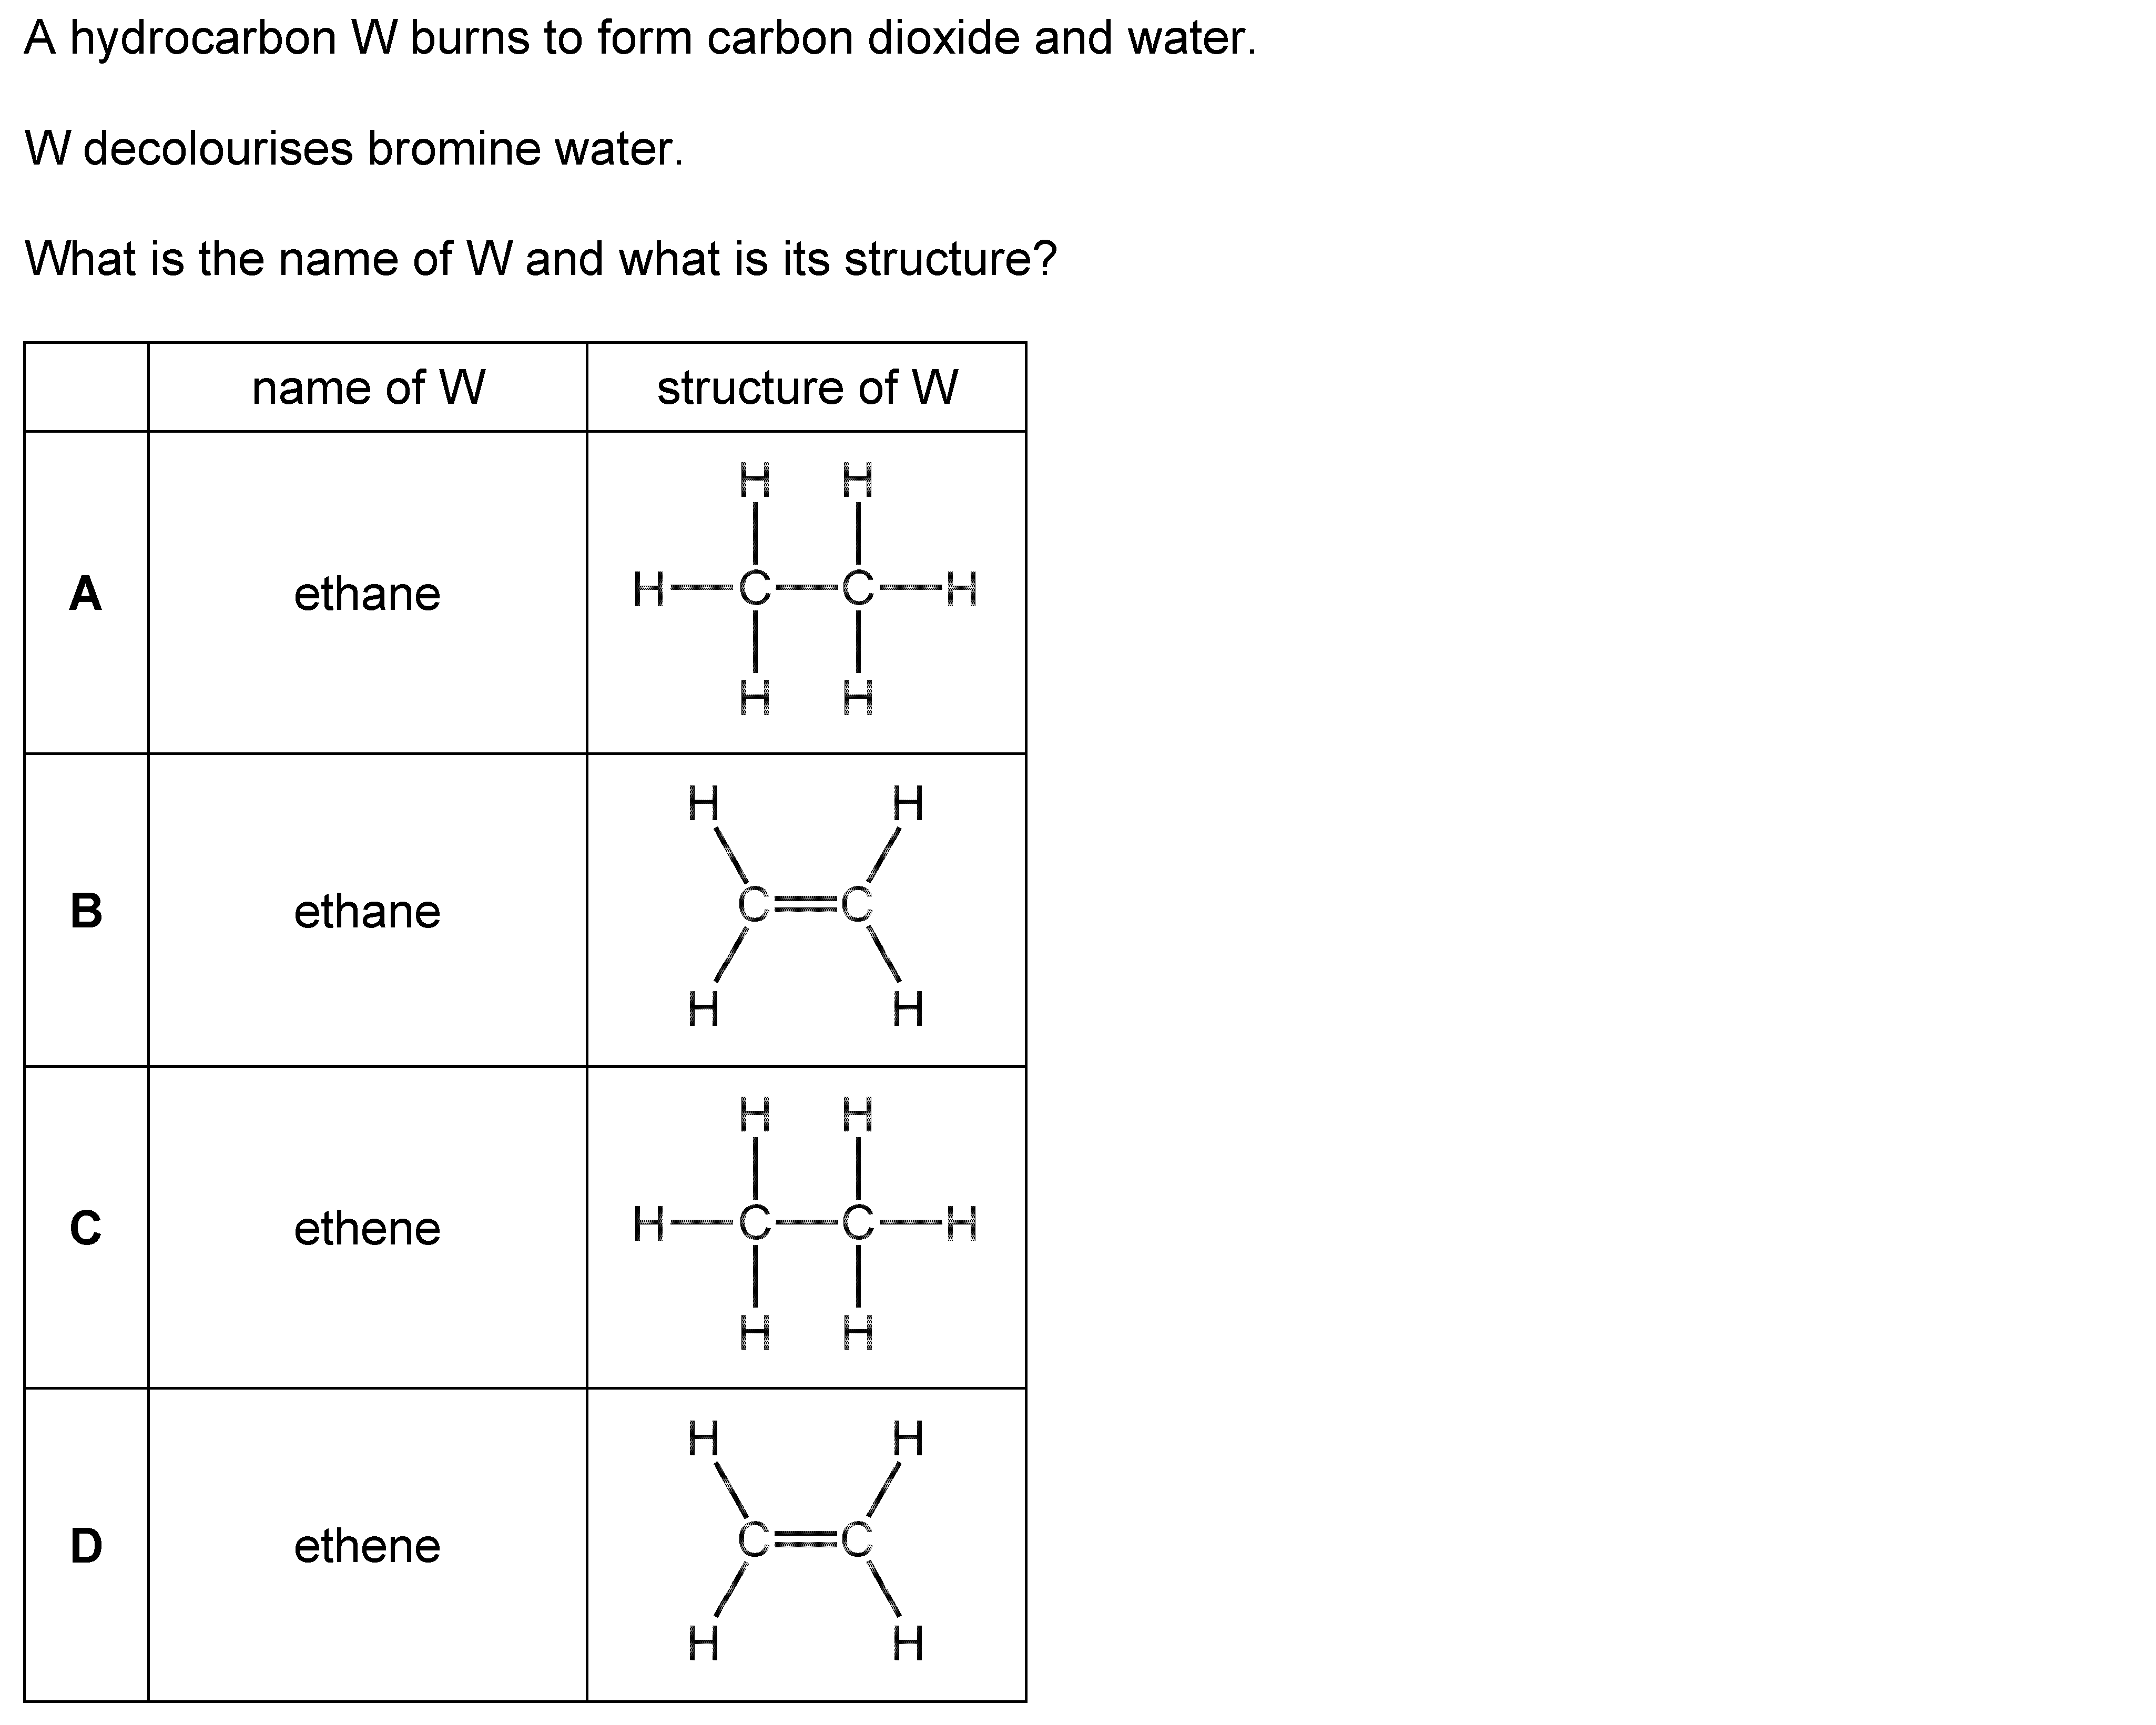 A hydrocarbon W burns to form carbon dioxide and water.
W decolourises bromine water.
What is the name of W and what is its structure?
name of W structure of W
H H
A ethane H C C H
H H
H H
B ethane C C
H H
H H
C ethene H C C H
H H
H H
D ethene C C
H H